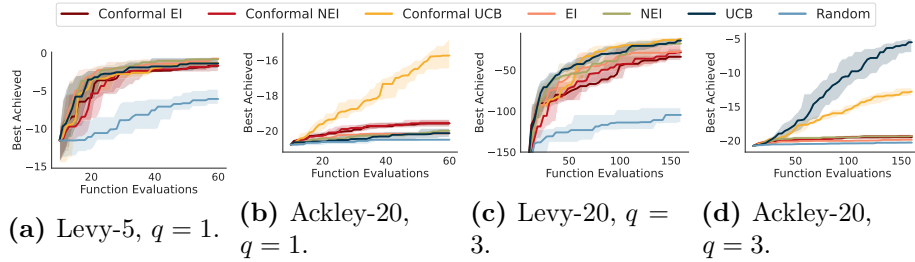 Conformal EI Conformal NEI Conformal UCB EI NEI UCB Random
Best Achieved
0
−5
−10
−15
20 40 60
Function Evaluations
Best Achieved
−16
−18
−20
20 40 60
Function Evaluations
Best Achieved
−50
−100
−150
50 100 150
Function Evaluations
Best Achieved
−5
−10
−15
−20
50 100 150
Function Evaluations
(a) Levy-5, q = 1.
(b) Ackley-20,
q = 1.
(c) Levy-20, q =
3.
(d) Ackley-20,
q = 3.